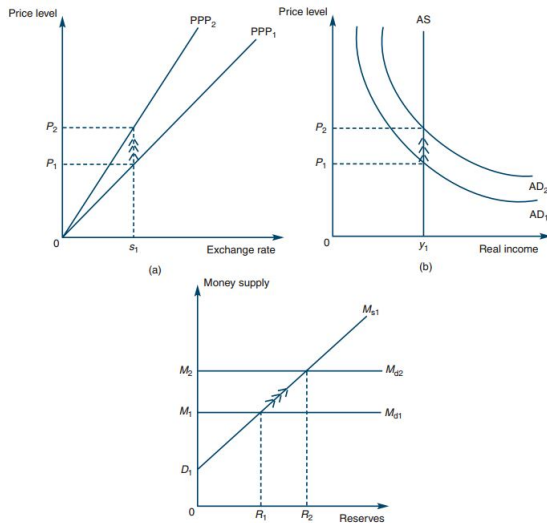 Price level
PPP2
PPP1
P2
P1
0
s1
Exchange rate
(a)
Price level
AS
P2
P1
AD2
AD1
0
y1
Real income
(b)
Money supply
Ms1
M2
Md2
M1
Md1
D1
0
R1
R2
Reserves